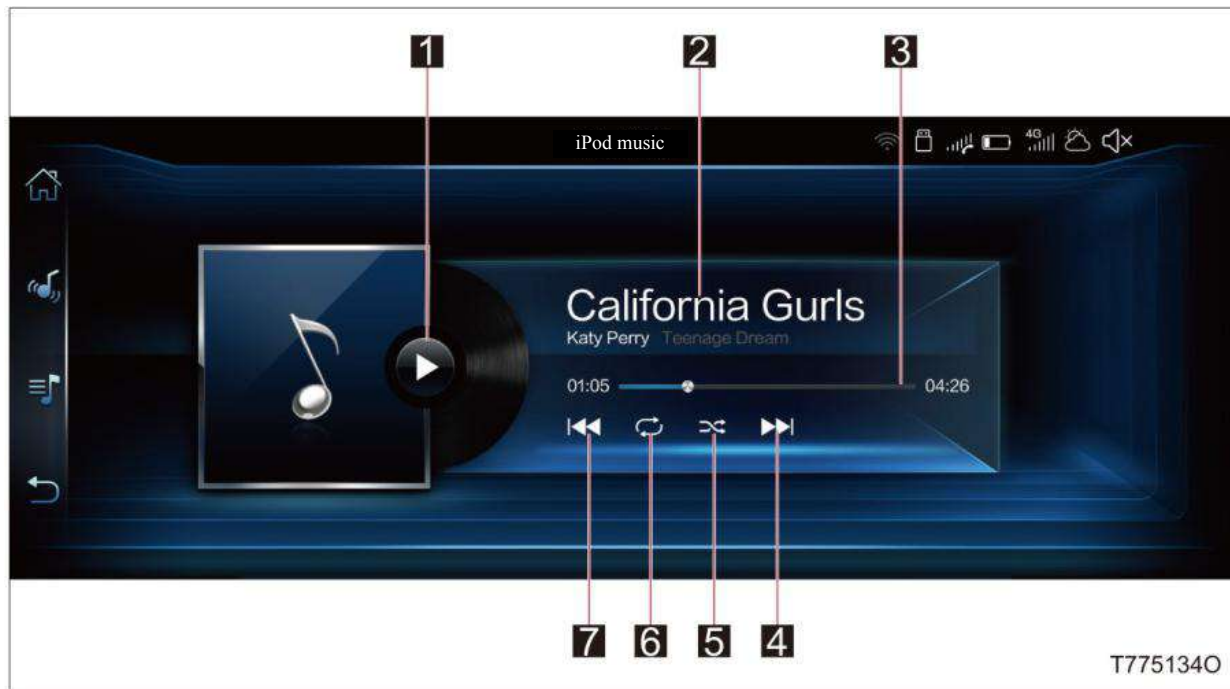 1 2 3
iPod music
4G
California Gurls
Katy Perry Teenage Dream
01:05 04:26
7 6 5 4
T775134O